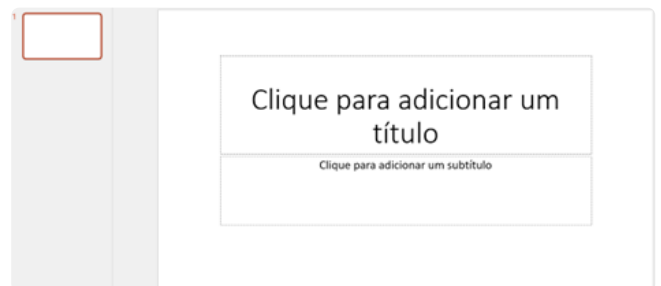 1
Clique para adicionar um
título
Clique para adicionar um subtítulo